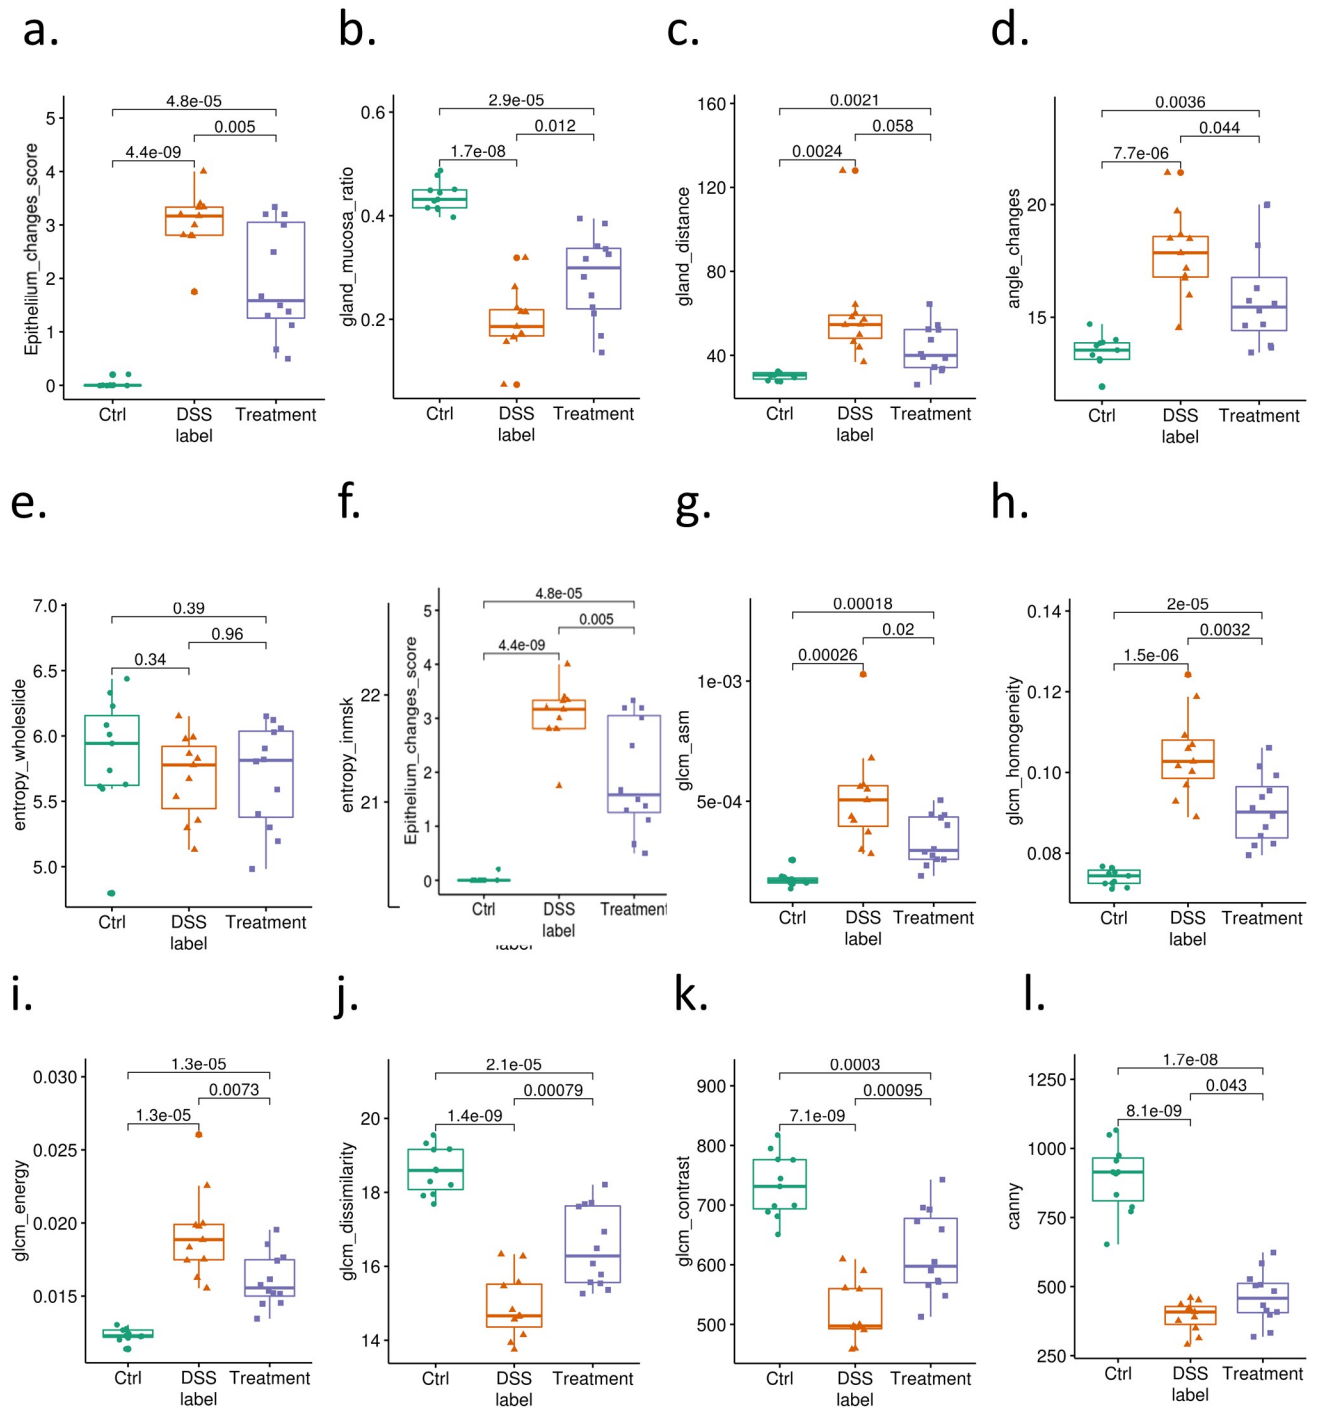 a.
4.8e-05
0.005
4.4e-09
5
4
3
2
1
0
Epitheliium_changes_score
Ctrl DSS Treatment
label
b.
2.9e-05
0.012
1.7e-08
0.6
0.4
0.2
gland_mucosa_ratio
Ctrl DSS Treatment
label
c.
0.0021
0.058
0.0024
160
120
80
40
gland_distance
Ctrl DSS Treatment
label
d.
0.0036
0.044
7.7e-06
20
15
angle_changes
Ctrl DSS Treatment
label
e.
0.39
0.96
0.34
7.0
6.5
6.0
5.5
5.0
entropy_wholeslide
Ctrl DSS Treatment
label
f.
22
21
entropy_inmsk
4.8e-05
0.005
4.4e-09
5
4
3
2
1
0
Epithelium_changes_score
Ctrl DSS Treatment
label
label
g.
0.00018
0.02
0.00026
1e-03
5e-04
glcm_asm
Ctrl DSS Treatment
label
h.
2e-05
0.0032
1.5e-06
0.14
0.12
0.10
0.08
glcm_homogeneity
Ctrl DSS Treatment
label
i.
1.3e-05
0.0073
1.3e-05
0.030
0.025
0.020
0.015
glcm_energy
Ctrl DSS Treatment
label
j.
2.1e-05
0.00079
1.4e-09
20
18
16
14
glcm_dissimilarity
Ctrl DSS Treatment
label
k.
0.0003
0.00095
7.1e-09
900
800
700
600
500
glcm_contrast
Ctrl DSS Treatment
label
l.
1.7e-08
0.043
8.1e-09
1250
1000
750
500
250
canny
Ctrl DSS Treatment
label